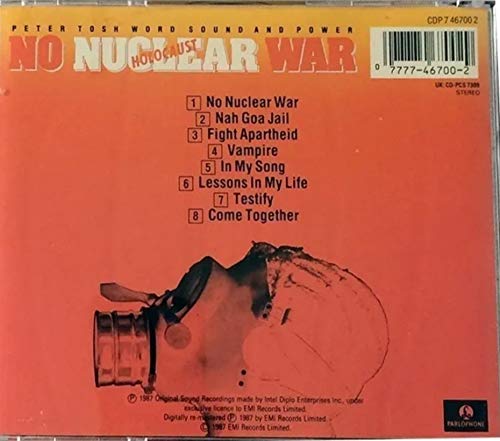 PETER TOSH WORD SOUND AND POWER
NO NUCLEAR WAR
HOLOCAUST
CDP 7 46700 2
0 7777-46700-2
UK: CD-PCS 7309
STEREO
1 No Nuclear War
2 Nah Goa Jail
3 Fight Apartheid
4 Vampire
5 In My Song
6 Lessons In My Life
7 Testify
8 Come Together
Ⓟ 1987 Original Sound Recordings made by Intel Diplo Enterprises Inc., under
exclusive licence to EMI Records Limited.
Digitally re-mastered Ⓟ 1987 by EMI Records Limited.
© 1987 EMI Records Limited.
PARLOPHONE